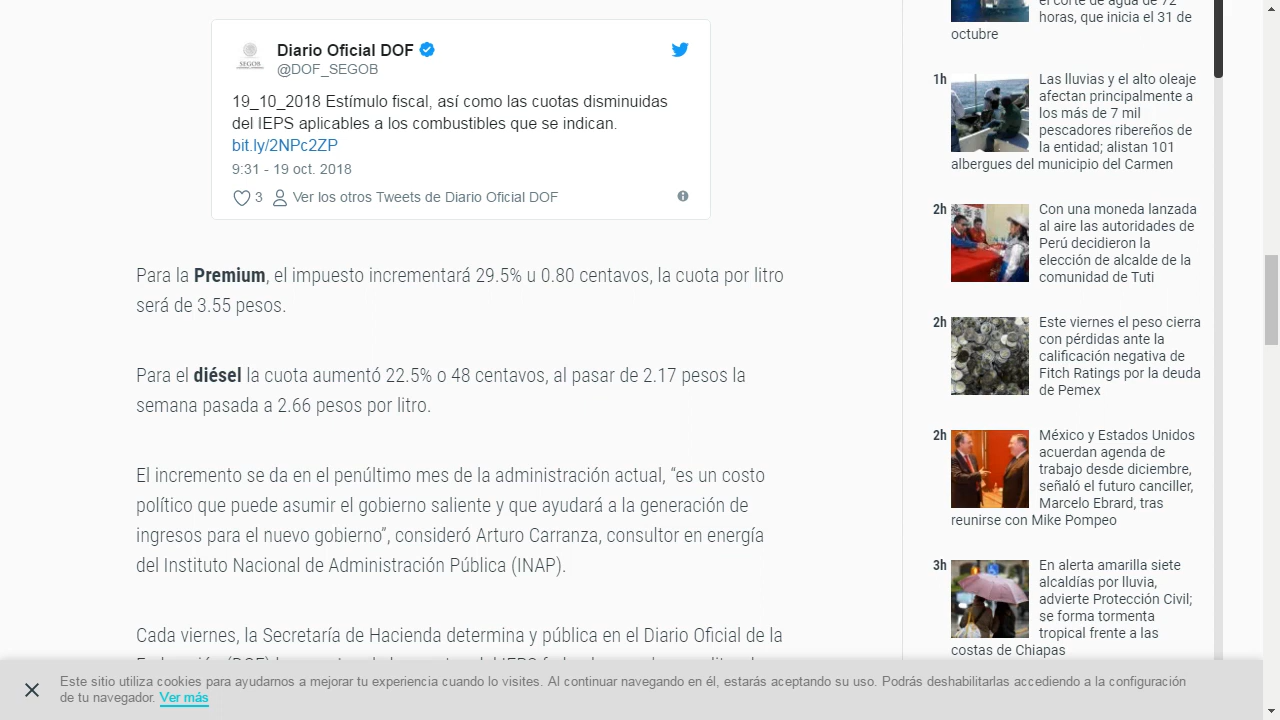 SEGOB
Diario Oficial DOF
@DOF_SEGOB
19_10_2018 Estímulo fiscal, así como las cuotas disminuidas
del IEPS aplicables a los combustibles que se indican.
bit.ly/2NPc2ZP
9:31 - 19 oct. 2018
3 Ver los otros Tweets de Diario Oficial DOF
Para la Premium, el impuesto incrementará 29.5% u 0.80 centavos, la cuota por litro
será de 3.55 pesos.
Para el diésel la cuota aumentó 22.5% o 48 centavos, al pasar de 2.17 pesos la
semana pasada a 2.66 pesos por litro.
El incremento se da en el penúltimo mes de la administración actual, “es un costo
político que puede asumir el gobierno saliente y que ayudará a la generación de
ingresos para el nuevo gobierno”, consideró Arturo Carranza, consultor en energía
del Instituto Nacional de Administración Pública (INAP).
Cada viernes, la Secretaría de Hacienda determina y pública en el Diario Oficial de la
el corte de agua de 72
horas, que inicia el 31 de
octubre
1h
Las lluvias y el alto oleaje
afectan principalmente a
los más de 7 mil
pescadores ribereños de
la entidad; alistan 101
albergues del municipio del Carmen
2h
Con una moneda lanzada
al aire las autoridades de
Perú decidieron la
elección de alcalde de la
comunidad de Tuti
2h
Este viernes el peso cierra
con pérdidas ante la
calificación negativa de
Fitch Ratings por la deuda
de Pemex
2h
México y Estados Unidos
acuerdan agenda de
trabajo desde diciembre,
señaló el futuro canciller,
Marcelo Ebrard, tras
reunirse con Mike Pompeo
3h
En alerta amarilla siete
alcaldías por lluvia,
advierte Protección Civil;
se forma tormenta
tropical frente a las
costas de Chiapas
Este sitio utiliza cookies para ayudarnos a mejorar tu experiencia cuando lo visites. Al continuar navegando en él, estarás aceptando su uso. Podrás deshabilitarlas accediendo a la configuración
de tu navegador. Ver más